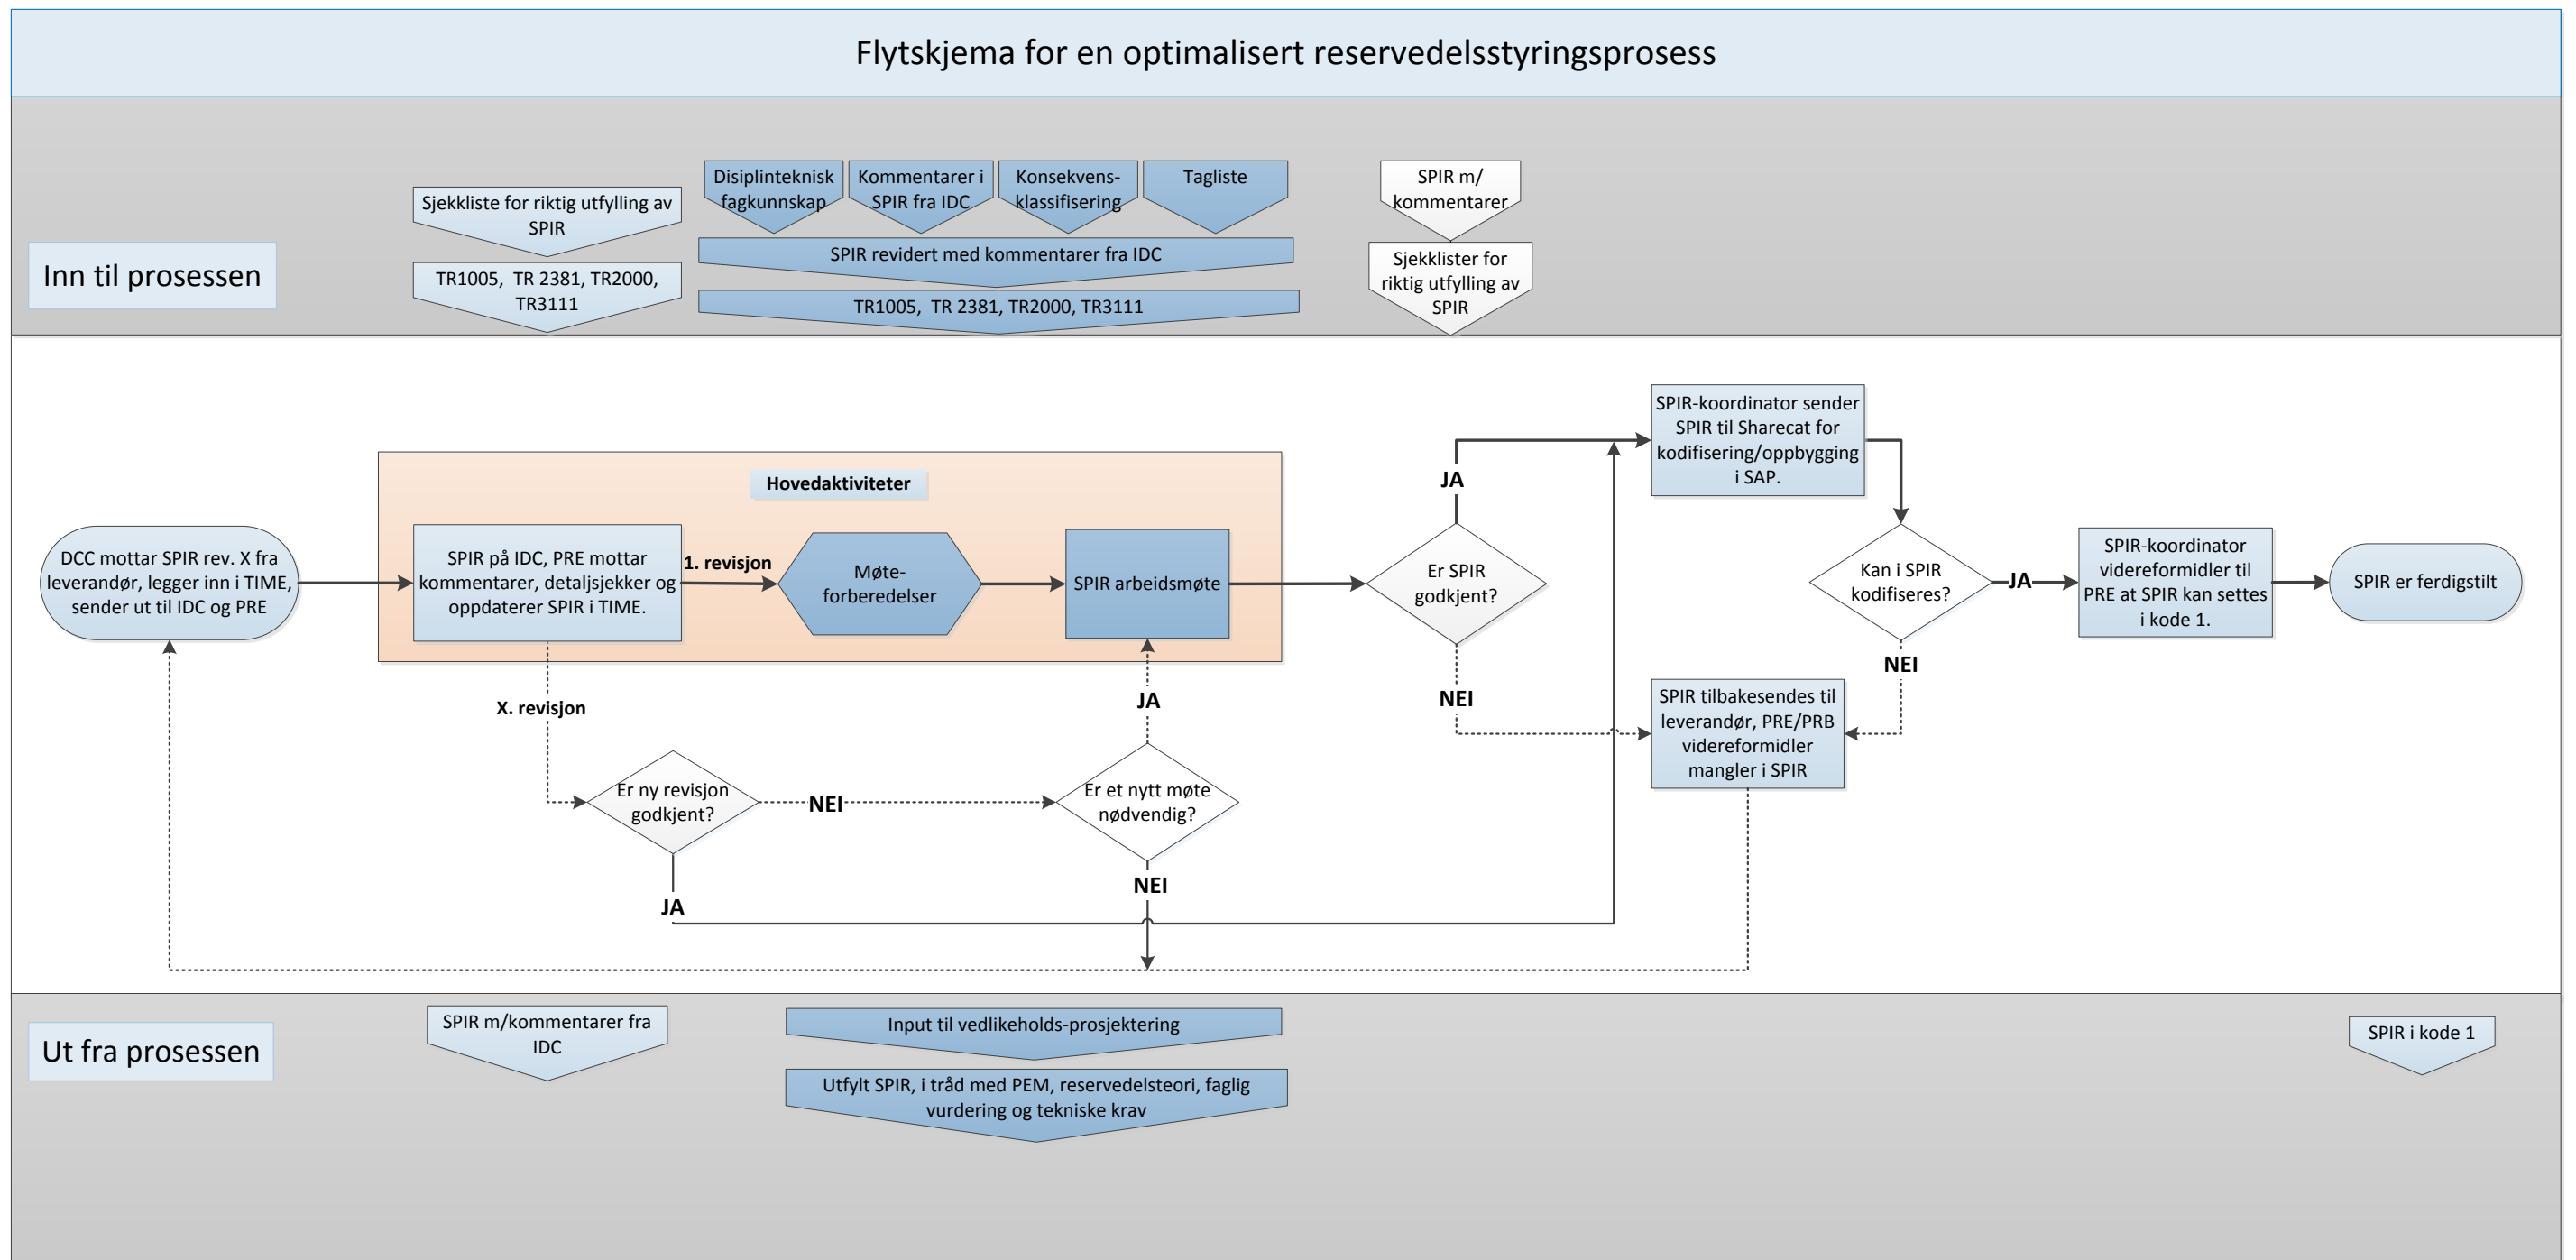 Flytskjema for en optimalisert reservedelsstyringsprosess
Inn til prosessen
Sjekkliste for riktig utfylling av
SPIR
TR1005,  TR 2381, TR2000,
TR3111
Disiplinteknisk
fagkunnskap
Kommentarer i
SPIR fra IDC
Konsekvens-
klassifisering
Tagliste
SPIR revidert med kommentarer fra IDC
TR1005,  TR 2381, TR2000, TR3111
SPIR m/
kommentarer
Sjekklister for
riktig utfylling av
SPIR
Hovedaktiviteter
DCC mottar SPIR rev. X fra
leverandør, legger inn i TIME,
sender ut til IDC og PRE
SPIR på IDC, PRE mottar
kommentarer, detaljsjekker og
oppdaterer SPIR i TIME.
1. revisjon
Møte-
forberedelser
SPIR arbeidsmøte
Er SPIR
godkjent?
JA
NEI
SPIR-koordinator sender
SPIR til Sharecat for
kodifisering/oppbygging
i SAP.
Kan i SPIR
kodifiseres?
JA
NEI
SPIR-koordinator
videreformidler til
PRE at SPIR kan settes
i kode 1.
SPIR er ferdigstilt
SPIR tilbakesendes til
leverandør, PRE/PRB
videreformidler
mangler i SPIR
X. revisjon
Er ny revisjon
godkjent?
NEI
JA
Er et nytt møte
nødvendig?
JA
NEI
Ut fra prosessen
SPIR m/kommentarer fra
IDC
Input til vedlikeholds-prosjektering
Utfylt SPIR, i tråd med PEM, reservedelsteori, faglig
vurdering og tekniske krav
SPIR i kode 1